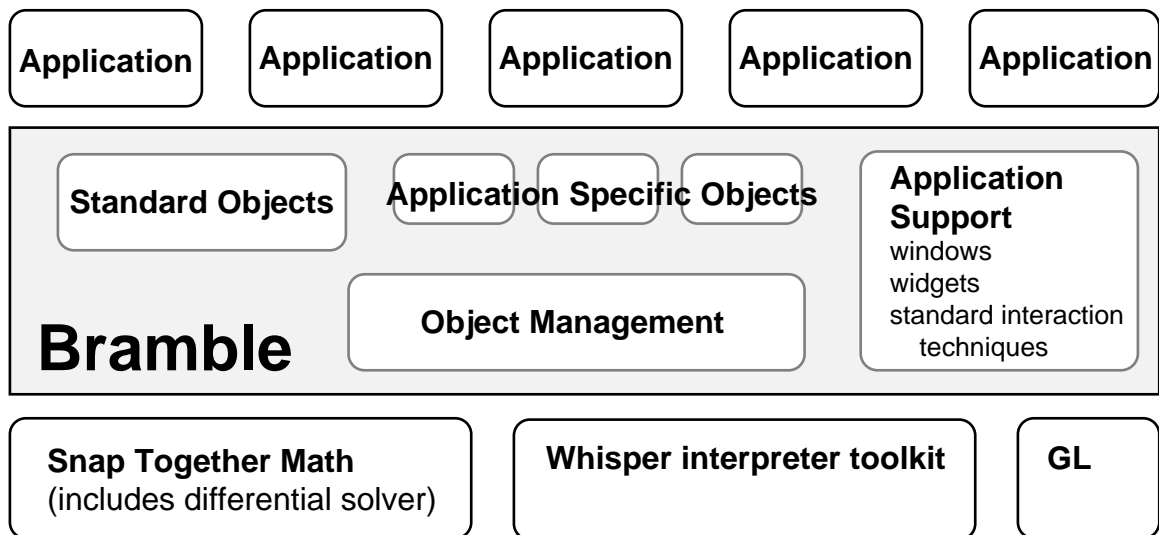 Application Application Application Application Application
Standard Objects
Application Specific Objects
Application
Support
windows
widgets
standard interaction
techniques
Object Management
Bramble
Snap Together Math
(includes differential solver)
Whisper interpreter toolkit
GL